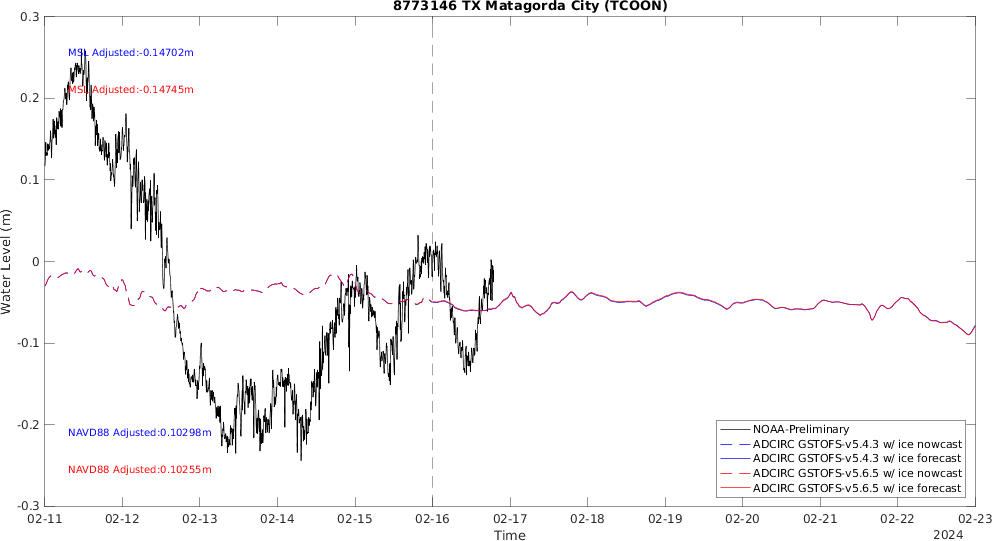 8773146 TX Matagorda City (TCOON)
0.3
0.2
0.1
0
-0.1
-0.2
-0.3
Water Level (m)
MSL Adjusted:-0.14702m
MSL Adjusted:-0.14745m
NAVD88 Adjusted:0.10298m
NAVD88 Adjusted:0.10255m
NOAA-Preliminary
ADCIRC GSTOFS-v5.4.3 w/ ice nowcast
ADCIRC GSTOFS-v5.4.3 w/ ice forecast
ADCIRC GSTOFS-v5.6.5 w/ ice nowcast
ADCIRC GSTOFS-v5.6.5 w/ ice forecast
02-11 02-12 02-13 02-14 02-15 02-16 02-17 02-18 02-19 02-20 02-21 02-22 02-23
Time
2024